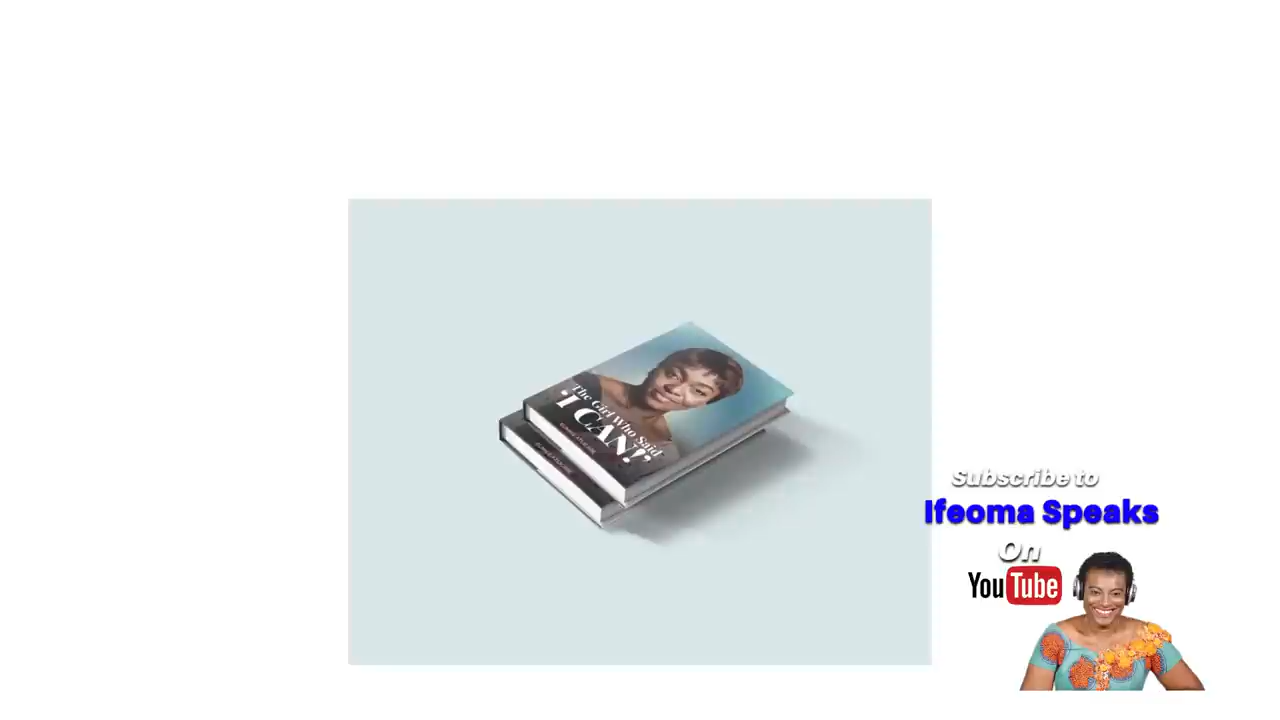 The Girl Who Said
'I CAN!'
Subscribe to
Ifeoma Speaks
On
YouTube